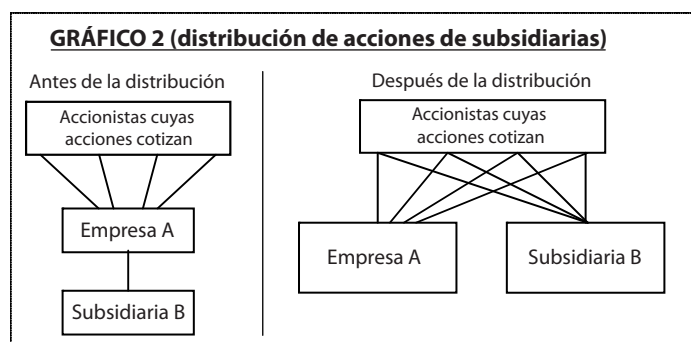 GRÁFICO 2 (distribución de acciones de subsidiarias)
Antes de la distribución
Accionistas cuyas
acciones cotizan
Empresa A
Subsidiaria B
Después de la distribución
Accionistas cuyas
acciones cotizan
Empresa A
Subsidiaria B